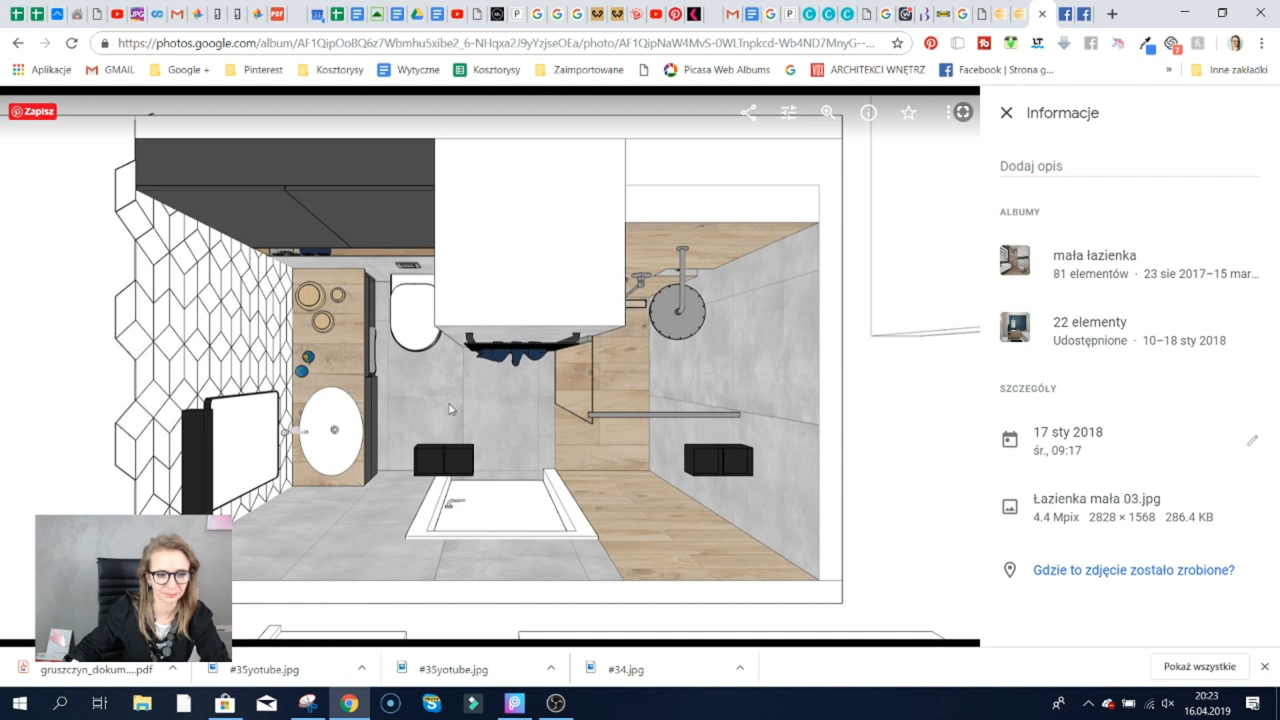 https://photos.google.com/album/AF1QipOoBQ6z7Wbmhu5xibe2_6-NHqxa2J9yYzjseOEa/photo/AF1QipNaW4MvS-0WLTnpkcd-Wb4ND7MnyG--...
Aplikacje
GMAIL
Google +
Pinterest
Kosztorysy
Wytyczne
Kosztorysy
Zaimportowane
Picasa Web Albums
ARCHITEKCI WNĘTRZ
Facebook | Strona g...
»
Inne zakładki
Zapisz
Informacje
Dodaj opis
ALBUMY
mała łazienka
81 elementów · 23 sie 2017–15 mar...
22 elementy
Udostępnione · 10–18 sty 2018
SZCZEGÓŁY
17 sty 2018
śr., 09:17
Łazienka mała 03.jpg
4.4 Mpix 2828 × 1568 286.4 KB
Gdzie to zdjęcie zostało zrobione?
gruszczyn_dokum....pdf
#35yotube.jpg
#35yotube.jpg
#34.jpg
Pokaż wszystkie
20:23
16.04.2019